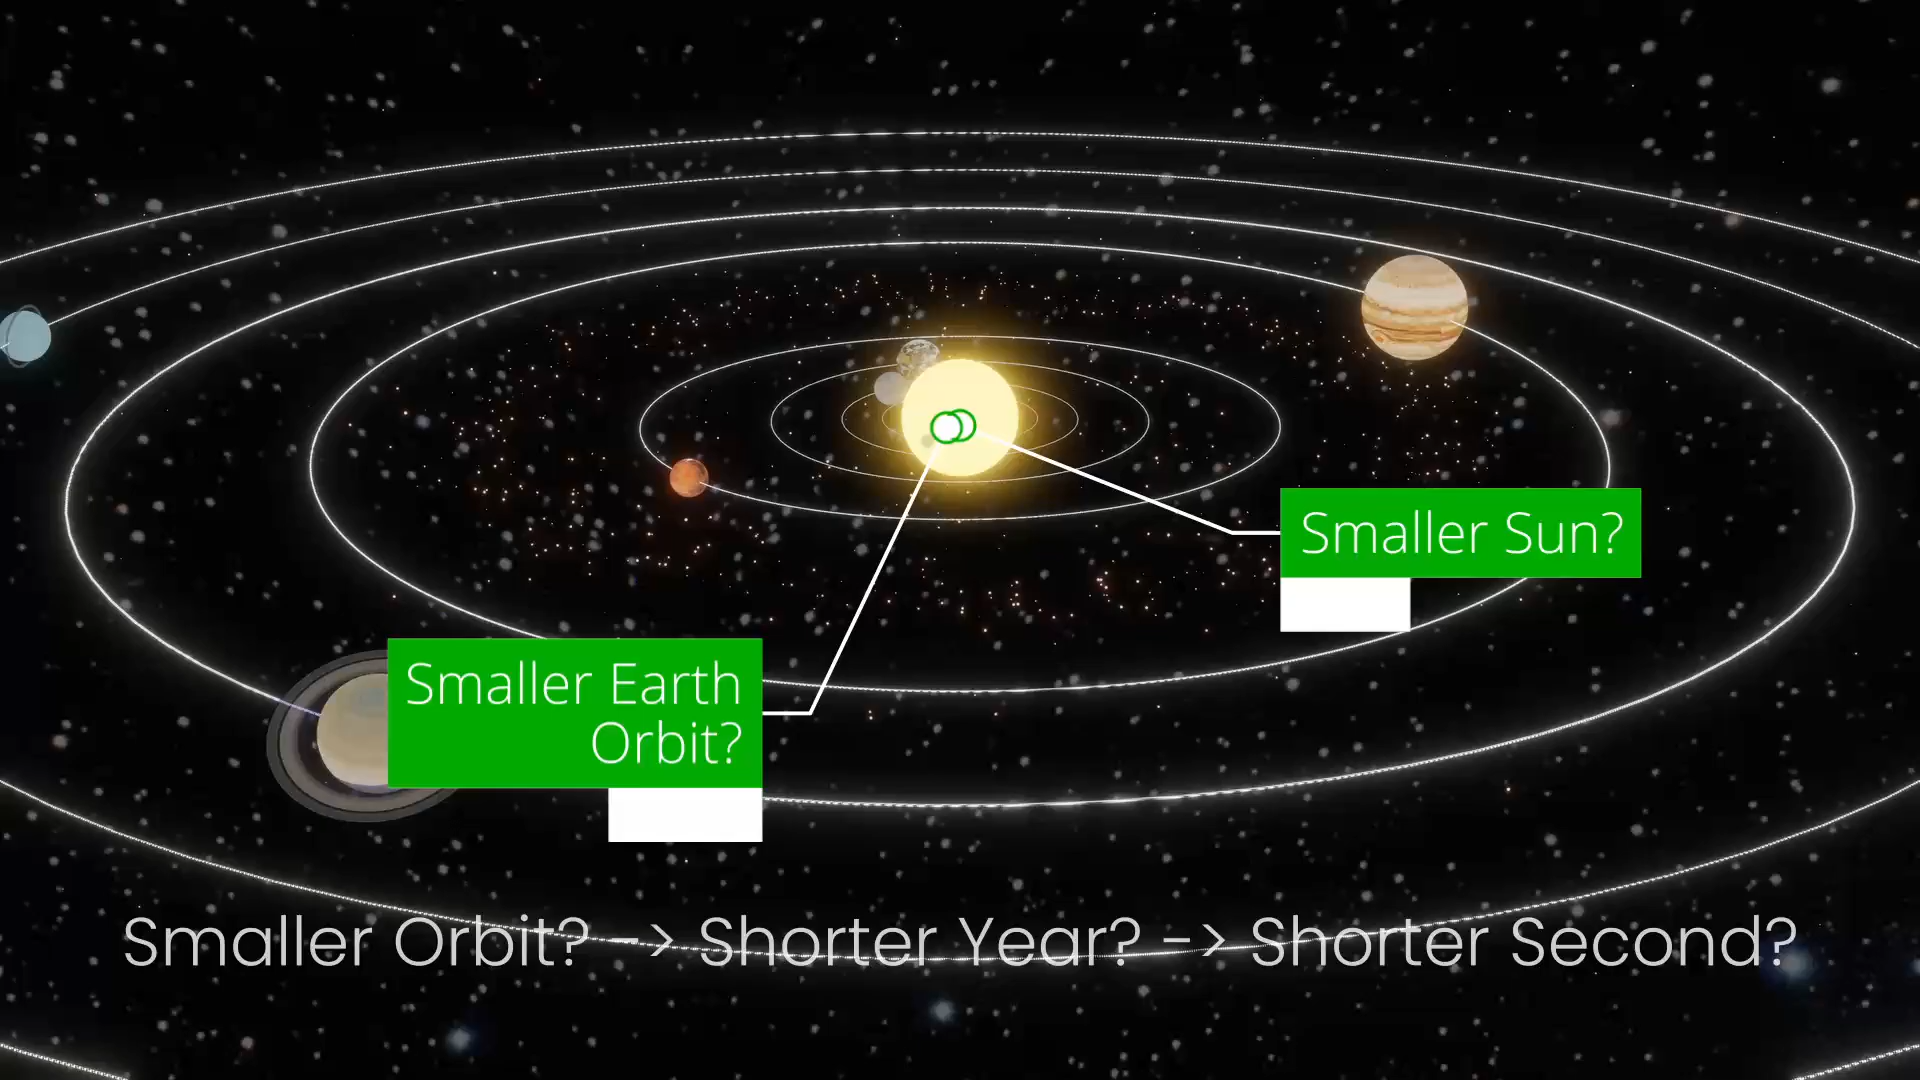 Smaller Sun?
Smaller Earth
Orbit?
Smaller Orbit? -> Shorter Year? -> Shorter Second?